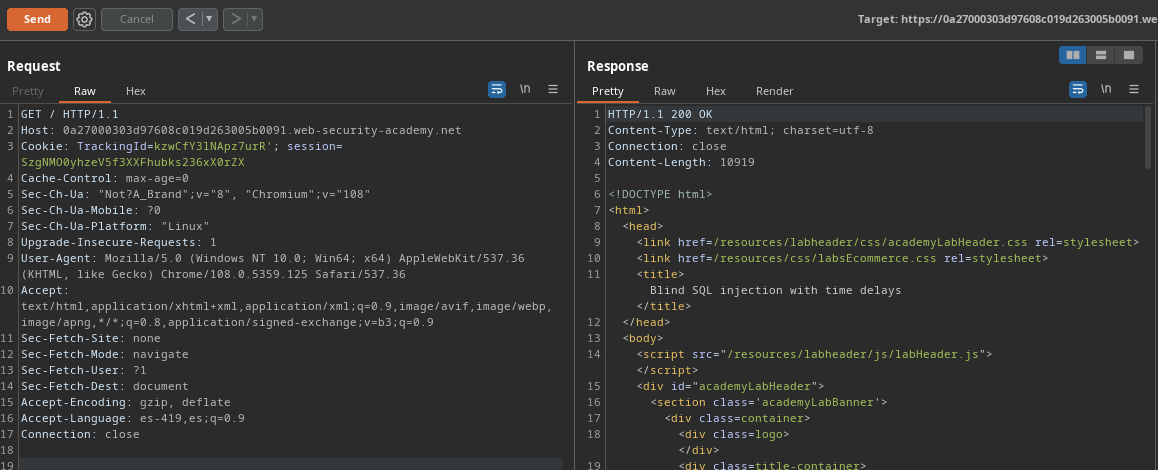 Send Cancel < > Target: https://0a27000303d97608c019d263005b0091.we
Request
Pretty Raw Hex \n
1 GET / HTTP/1.1
2 Host: 0a27000303d97608c019d263005b0091.web-security-academy.net
3 Cookie: TrackingId=kzwCfY3lNApz7urR'; session=
SzgNMO0yhzeV5f3XXFhubks236xX0rZX
4 Cache-Control: max-age=0
5 Sec-Ch-Ua: "Not?A_Brand";v="8", "Chromium";v="108"
6 Sec-Ch-Ua-Mobile: ?0
7 Sec-Ch-Ua-Platform: "Linux"
8 Upgrade-Insecure-Requests: 1
9 User-Agent: Mozilla/5.0 (Windows NT 10.0; Win64; x64) AppleWebKit/537.36
(KHTML, like Gecko) Chrome/108.0.5359.125 Safari/537.36
10 Accept:
text/html,application/xhtml+xml,application/xml;q=0.9,image/avif,image/webp,
image/apng,*/*;q=0.8,application/signed-exchange;v=b3;q=0.9
11 Sec-Fetch-Site: none
12 Sec-Fetch-Mode: navigate
13 Sec-Fetch-User: ?1
14 Sec-Fetch-Dest: document
15 Accept-Encoding: gzip, deflate
16 Accept-Language: es-419,es;q=0.9
17 Connection: close
18
19
Response
Pretty Raw Hex Render \n
1 HTTP/1.1 200 OK
2 Content-Type: text/html; charset=utf-8
3 Connection: close
4 Content-Length: 10919
5
6 <!DOCTYPE html>
7 <html>
8 <head>
9 <link href=/resources/labheader/css/academyLabHeader.css rel=stylesheet>
10 <link href=/resources/css/labsEcommerce.css rel=stylesheet>
11 <title>
Blind SQL injection with time delays
</title>
12 </head>
13 <body>
14 <script src="/resources/labheader/js/labHeader.js">
</script>
15 <div id="academyLabHeader">
16 <section class='academyLabBanner'>
17 <div class=container>
18 <div class=logo>
</div>
19 <div class=title-container>